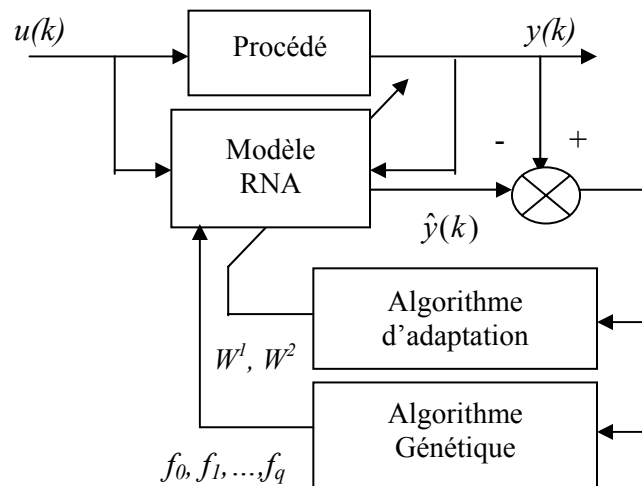 u(k)
Procédé
y(k)
Modèle
RNA
- +
ŷ(k)
Algorithme
d’adaptation
W¹, W²
Algorithme
Génétique
f₀, f₁, ...,f_q